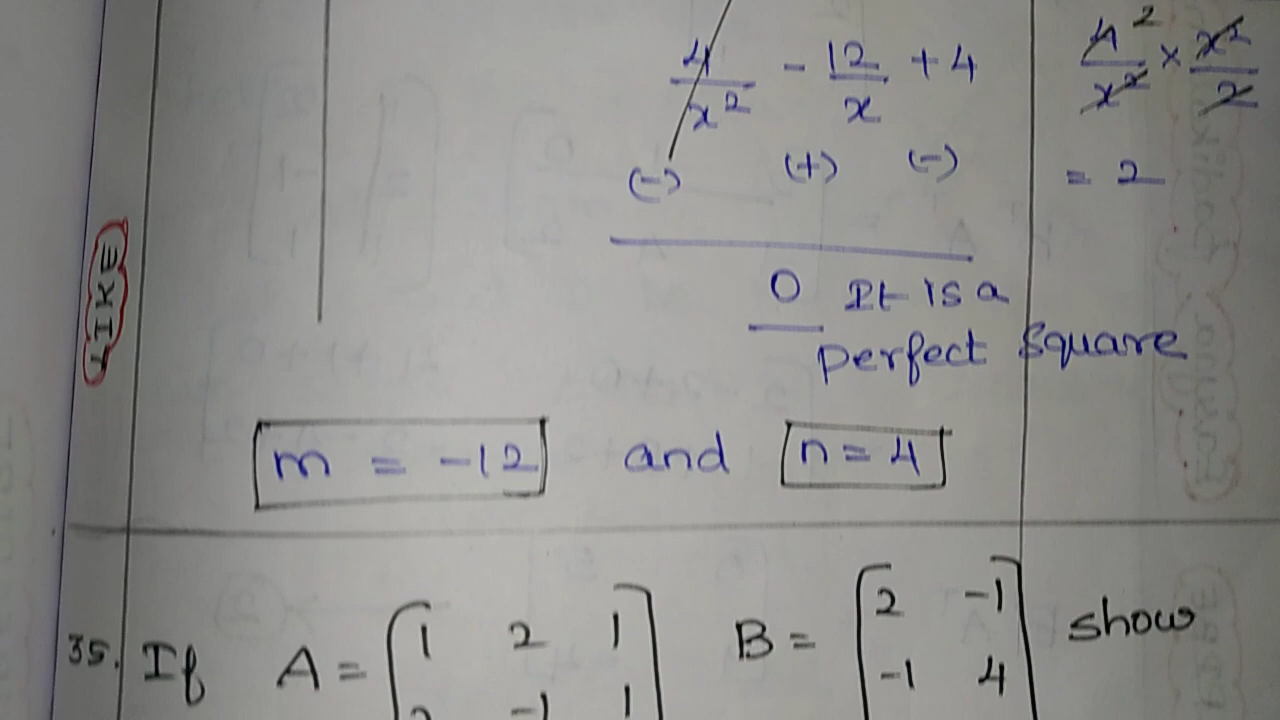 4/x² - 12/x + 4
4²/x² × x²/2
(-) (+) (-)
= 2
0 It is a
perfect square
LIKE
m = -12 and n = 4
35. If A = [1 2 1 B = [2 -1] show
-1 1 -1 4